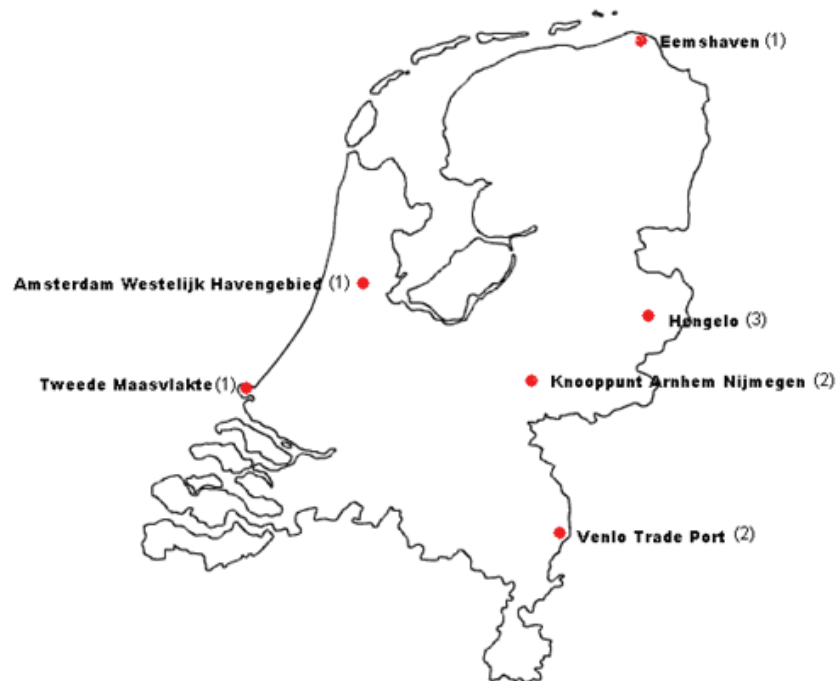 Eemshaven (1)
Amsterdam Westelijk Havengebied (1)
Hengelo (3)
Tweede Maasvlakte(1)
Knooppunt Arnhem Nijmegen (2)
Venlo Trade Port (2)